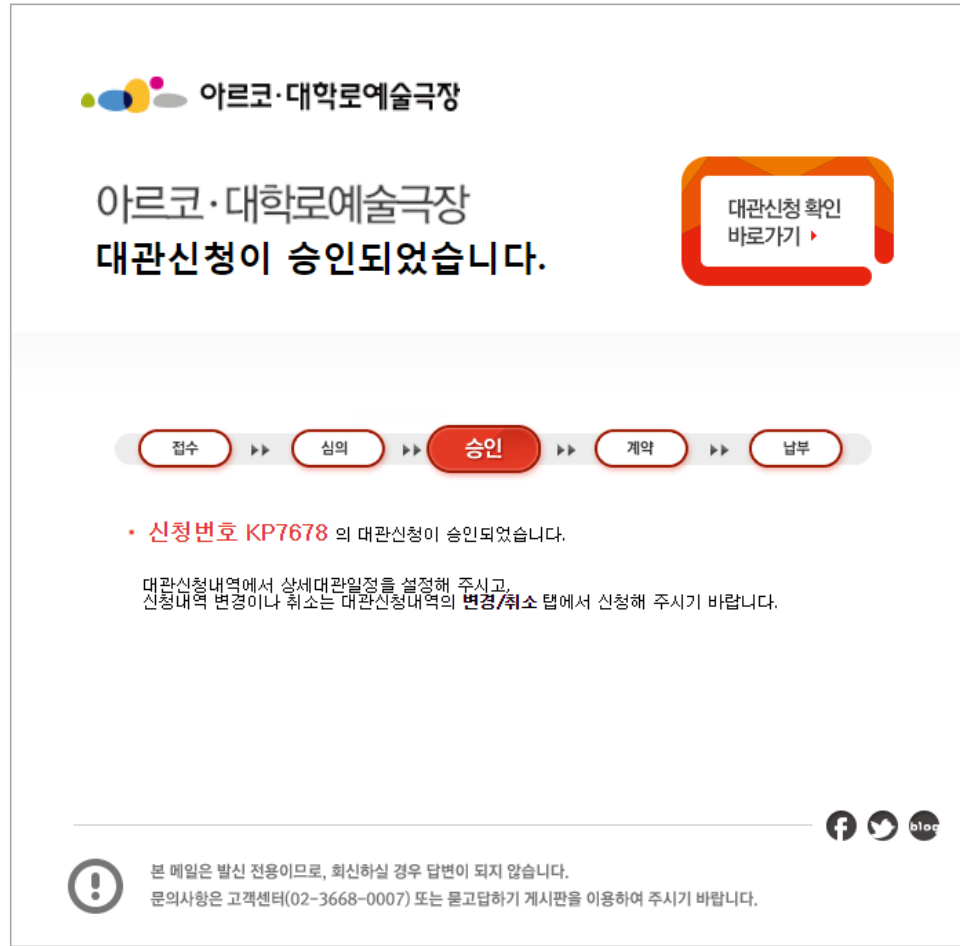 아르코·대학로예술극장
아르코·대학로예술극장
대관신청이 승인되었습니다.
대관신청 확인
바로가기
접수
심의
승인
계약
납부
신청번호 KP7678 의 대관신청이 승인되었습니다.
대관신청내역에서 상세대관일정을 설정해 주시고,
신청내역 변경이나 취소는 대관신청내역의 변경/취소 탭에서 신청해 주시기 바랍니다.
blog
본 메일은 발신 전용이므로, 회신하실 경우 답변이 되지 않습니다.
문의사항은 고객센터(02-3668-0007) 또는 묻고답하기 게시판을 이용하여 주시기 바랍니다.